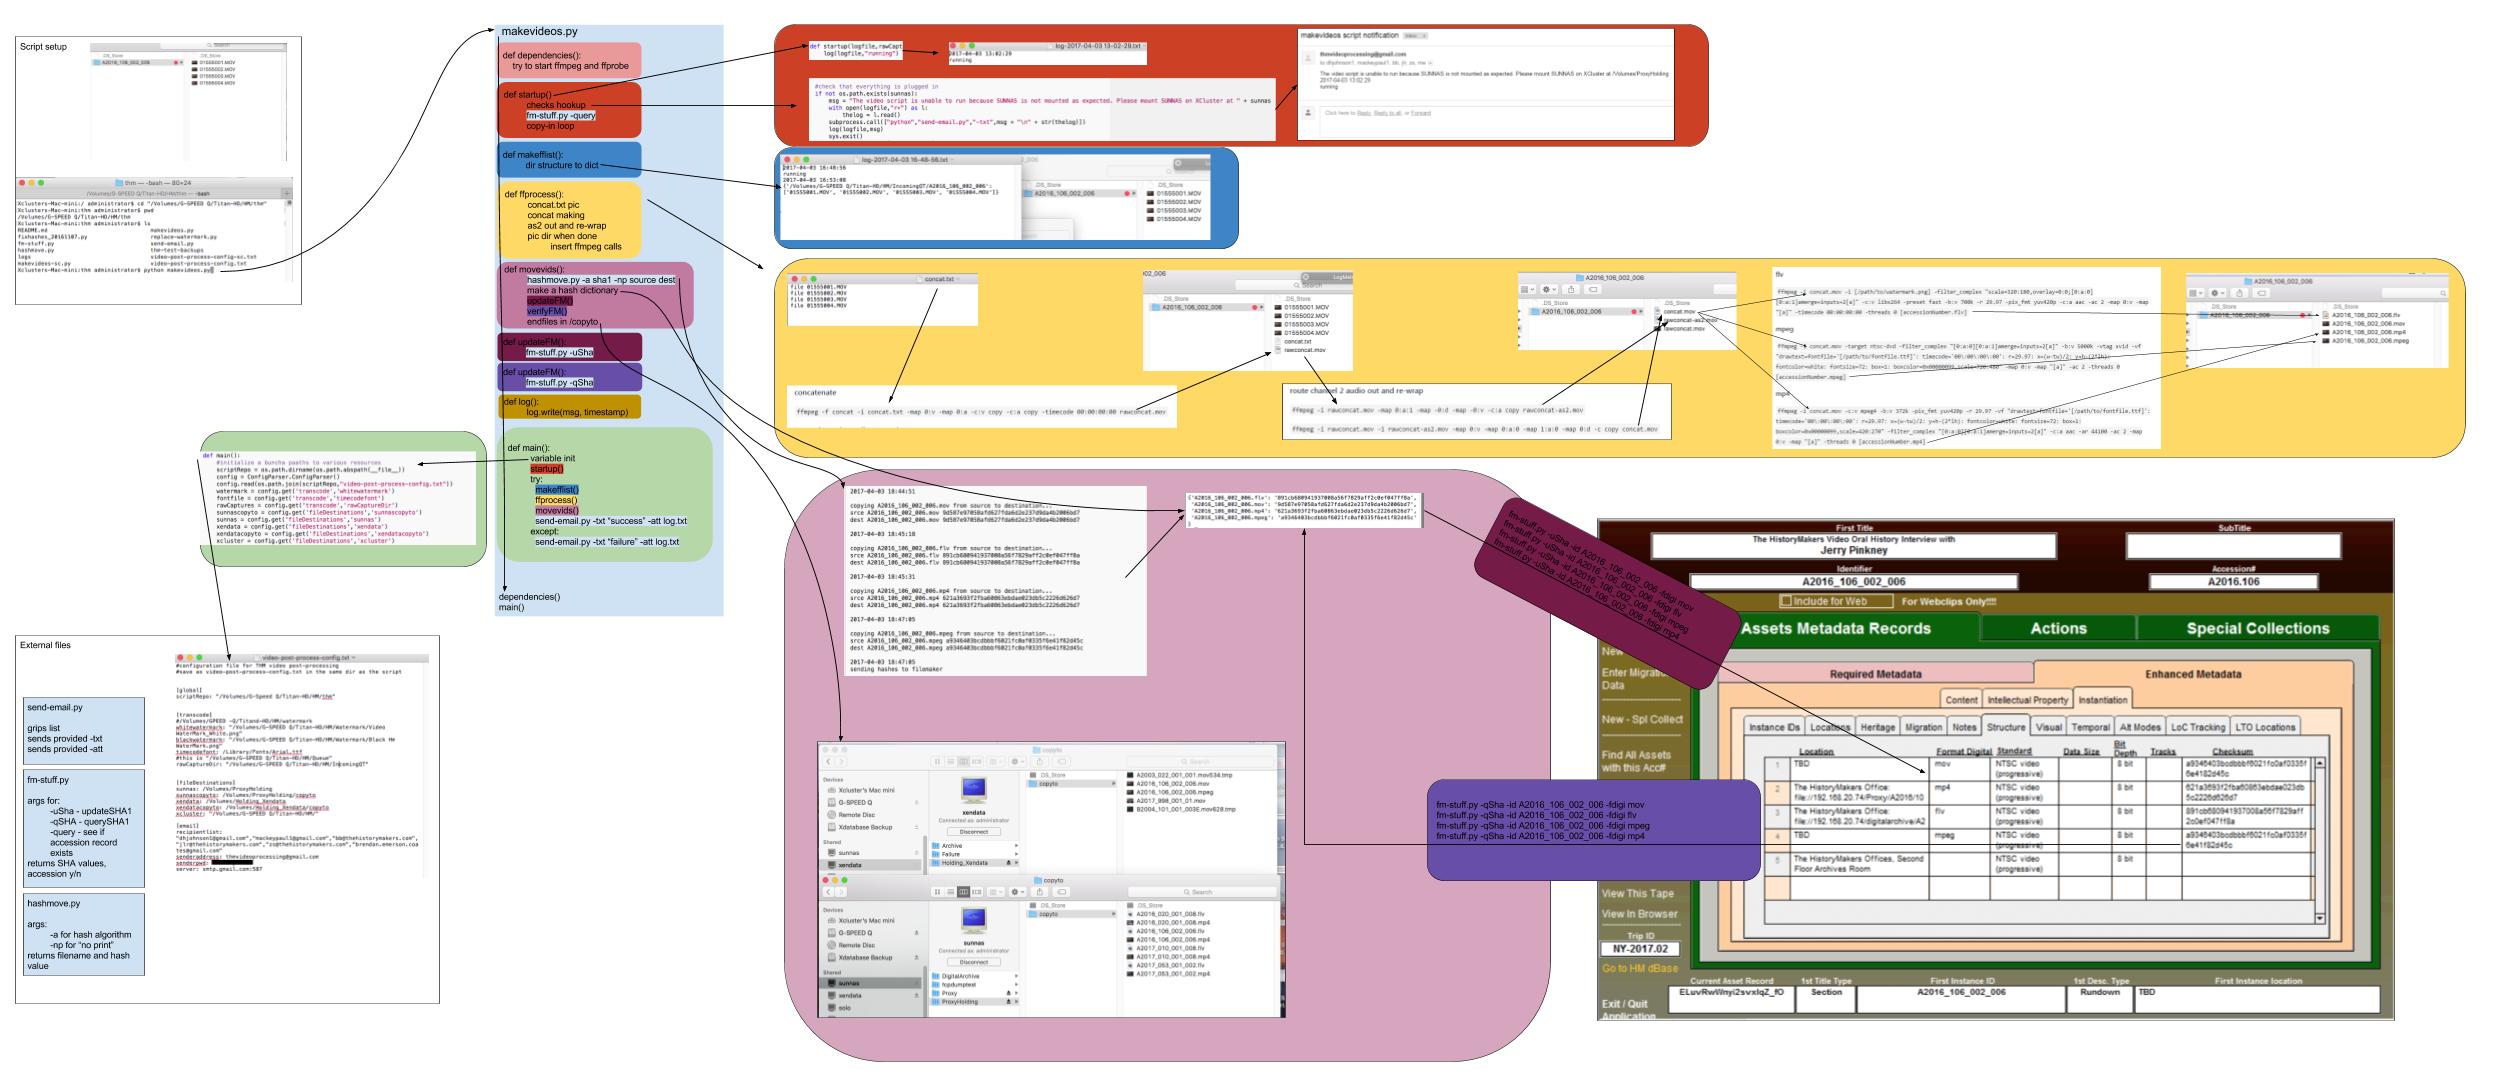 Script setup
.DS_Store
A2016_106_002_006
01555001.MOV
01555002.MOV
01555003.MOV
01555004.MOV
thm — -bash — 80×24
/Volumes/G-SPEED Q/Titan-HD/HM/thm — -bash
Xclusters-Mac-mini:/ administrator$ cd "/Volumes/G-SPEED Q/Titan-HD/HM/thm"
Xclusters-Mac-mini:thm administrator$ pwd
/Volumes/G-SPEED Q/Titan-HD/HM/thm
Xclusters-Mac-mini:thm administrator$ ls
README.md makevideos.py
fixhashes_20161107.py replace-watermark.py
fm-stuff.py send-email.py
hashmove.py thm-test-backups
logs video-post-process-config-sc.txt
makevideos-sc.py video-post-process-config.txt
Xclusters-Mac-mini:thm administrator$ python makevideos.py
makevideos.py
def dependencies():
try to start ffmpeg and ffprobe
def startup()
checks hookup
fm-stuff.py -query
copy-in loop
def makefflist():
dir structure to dict
def ffprocess():
concat.txt pic
concat making
as2 out and re-wrap
pic dir when done
insert ffmpeg calls
def movevids():
hashmove.py -a sha1 -np source dest
make a hash dictionary
updateFM()
verifyFM()
endfiles in /copyto
def updateFM():
fm-stuff.py -uSha
def updateFM():
fm-stuff.py -qSha
def log():
log.write(msg, timestamp)
def main():
variable init
startup()
try:
makefflist()
ffprocess()
movevids()
send-email.py -txt “success” -att log.txt
except:
send-email.py -txt “failure” -att log.txt
dependencies()
main()
def startup(logfile,rawCapt
log(logfile,"running")
log-2017-04-03 13-02-29.txt
2017-04-03 13:02:29
running
#check that everything is plugged in
if not os.path.exists(sunnas):
msg = "The video script is unable to run because SUNNAS is not mounted as expected. Please mount SUNNAS on XCluster at " + sunnas
with open(logfile,"r+") as l:
thelog = l.read()
subprocess.call(["python","send-email.py","-txt",msg + "\n" + str(thelog)])
log(logfile,msg)
sys.exit()
makevideos script notification
thmvideoprocessing@gmail.com
to dhjohnson1, mackeypaul1, bb, jlr, zs, me
The video script is unable to run because SUNNAS is not mounted as expected. Please mount SUNNAS on XCluster at /Volumes/ProxyHolding
2017-04-03 13:02:29
running
Click here to Reply, Reply to all, or Forward
log-2017-04-03 16-48-56.txt
2017-04-03 16:48:56
running
2017-04-03 16:53:08
{'/Volumes/G-SPEED Q/Titan-HD/HM/IncomingQT/A2016_106_002_006':
['01555001.MOV', '01555002.MOV', '01555003.MOV', '01555004.MOV']}
.DS_Store
A2016_106_002_006
.DS_Store
01555001.MOV
01555002.MOV
01555003.MOV
01555004.MOV
concat.txt
file 01555001.MOV
file 01555002.MOV
file 01555003.MOV
file 01555004.MOV
concatenate
ffmpeg -f concat -i concat.txt -map 0:v -map 0:a -c:v copy -c:a copy -timecode 00:00:00:00 rawconcat.mov
002_006
Search
.DS_Store
A2016_106_002_006
.DS_Store
01555001.MOV
01555002.MOV
01555003.MOV
01555004.MOV
concat.txt
rawconcat.mov
route channel 2 audio out and re-wrap
ffmpeg -i rawconcat.mov -map 0:a:1 -map -0:d -map -0:v -c:a copy rawconcat-as2.mov
ffmpeg -i rawconcat.mov -i rawconcat-as2.mov -map 0:v -map 0:a:0 -map 1:a:0 -map 0:d -c copy concat.mov
A2016_106_002_006
.DS_Store
A2016_106_002_006
.DS_Store
concat.mov
rawconcat-as2.mov
rawconcat.mov
flv
ffmpeg -i concat.mov -i [/path/to/watermark.png] -filter_complex "scale=320:180,overlay=0:0;[0:a:0]
[0:a:1]amerge=inputs=2[a]" -c:v libx264 -preset fast -b:v 700k -r 29.97 -pix_fmt yuv420p -c:a aac -ac 2 -map 0:v -map
"[a]" -timecode 00:00:00:00 -threads 0 [accessionNumber.flv]
mpeg
ffmpeg -i concat.mov -target ntsc-dvd -filter_complex "[0:a:0][0:a:1]amerge=inputs=2[a]" -b:v 5000k -vtag xvid -vf
"drawtext=fontfile='[/path/to/fontfile.ttf]': timecode='00\:00\:00\:00': r=29.97: x=(w-tw)/2: y=h-(2*lh):
fontcolor=white: fontsize=72: box=1: boxcolor=0x00000099,scale=720:480" -map 0:v -map "[a]" -ac 2 -threads 0
[accessionNumber.mpeg]
mp4
ffmpeg -i concat.mov -c:v mpeg4 -b:v 372k -pix_fmt yuv420p -r 29.97 -vf "drawtext=fontfile='[/path/to/fontfile.ttf]':
timecode='00\:00\:00\:00': r=29.97: x=(w-tw)/2: y=h-(2*lh): fontcolor=white: fontsize=72: box=1:
boxcolor=0x00000099,scale=420:270" -filter_complex "[0:a:0][0:a:1]amerge=inputs=2[a]" -c:a aac -ar 44100 -ac 2 -map
0:v -map "[a]" -threads 0 [accessionNumber.mp4]
A2016_106_002_006
.DS_Store
A2016_106_002_006
.DS_Store
A2016_106_002_006.flv
A2016_106_002_006.mov
A2016_106_002_006.mp4
A2016_106_002_006.mpeg
def main():
#initialize a buncha paaths to various resources
scriptRepo = os.path.dirname(os.path.abspath(__file__))
config = ConfigParser.ConfigParser()
config.read(os.path.join(scriptRepo,"video-post-process-config.txt"))
watermark = config.get('transcode','whitewatermark')
fontfile = config.get('transcode','timecodefont')
rawCaptures = config.get('transcode','rawCaptureDir')
sunnascopyto = config.get('fileDestinations','sunnascopyto')
sunnas = config.get('fileDestinations','sunnas')
xendata = config.get('fileDestinations','xendata')
xendatacopyto = config.get('fileDestinations','xendatacopyto')
xcluster = config.get('fileDestinations','xcluster')
External files
send-email.py
grips list
sends provided -txt
sends provided -att
fm-stuff.py
args for:
-uSha - updateSHA1
-qSHA - querySHA1
-query - see if
accession record
exists
returns SHA values,
accession y/n
hashmove.py
args:
-a for hash algorithm
-np for “no print”
returns filename and hash
value
video-post-process-config.txt
#configuration file for THM video post-processing
#save as video-post-process-config.txt in the same dir as the script
[global]
scriptRepo: "/Volumes/G-Speed Q/Titan-HD/HM/thm"
[transcode]
#/Volumes/GPSEED -Q/Titand-HD/HM/watermark
whitewatermark: "/Volumes/G-SPEED Q/Titan-HD/HM/Watermark/Video
WaterMark_White.png"
blackwatermark: "/Volumes/G-SPEED Q/Titan-HD/HM/Watermark/Black HM
WaterMark.png"
timecodefont: /Library/Fonts/Arial.ttf
#this is "/Volumes/G-SPEED Q/Titan-HD/HM/Queue"
rawCaptureDir: "/Volumes/G-SPEED Q/Titan-HD/HM/IncomingQT"
[fileDestinations]
sunnas: /Volumes/ProxyHolding
sunnascopyto: /Volumes/ProxyHolding/copyto
xendata: /Volumes/Holding_Xendata
xendatacopyto: /Volumes/Holding_Xendata/copyto
xcluster: "/Volumes/G-SPEED Q/Titan-HD/HM/"
[email]
recipientlist:
"dhjohnson1@gmail.com","mackeypaul1@gmail.com","bb@thehistorymakers.com",
"jlr@thehistorymakers.com","zs@thehistorymakers.com","brendan.emerson.coa
tes@gmail.com"
senderaddress: thmvideoprocessing@gmail.com
senderpwd:
server: smtp.gmail.com:587
2017-04-03 18:44:51
copying A2016_106_002_006.mov from source to destination...
srce A2016_106_002_006.mov 9d587e97058afd627fda6d2e237d9da4b2006bd7
dest A2016_106_002_006.mov 9d587e97058afd627fda6d2e237d9da4b2006bd7
2017-04-03 18:45:18
copying A2016_106_002_006.flv from source to destination...
srce A2016_106_002_006.flv 891cb680941937008a56f7829aff2c0ef047ff8a
dest A2016_106_002_006.flv 891cb680941937008a56f7829aff2c0ef047ff8a
2017-04-03 18:45:31
copying A2016_106_002_006.mp4 from source to destination...
srce A2016_106_002_006.mp4 621a3693f2fba60863ebdae023db5c2226d626d7
dest A2016_106_002_006.mp4 621a3693f2fba60863ebdae023db5c2226d626d7
2017-04-03 18:47:05
copying A2016_106_002_006.mpeg from source to destination...
srce A2016_106_002_006.mpeg a9346403bcdbbbf6021fc0af0335f6e41f82d45c
dest A2016_106_002_006.mpeg a9346403bcdbbbf6021fc0af0335f6e41f82d45c
2017-04-03 18:47:05
sending hashes to filemaker
{'A2016_106_002_006.flv': '891cb680941937008a56f7829aff2c0ef047ff8a',
'A2016_106_002_006.mov': '9d587e97058afd627fda6d2e237d9da4b2006bd7',
'A2016_106_002_006.mp4': '621a3693f2fba60863ebdae023db5c2226d626d7',
'A2016_106_002_006.mpeg': 'a9346403bcdbbbf6021fc0af0335f6e41f82d45c'
}
fm-stuff.py -uSha -id A2016_106_002_006 -fdigi mov
fm-stuff.py -uSha -id A2016_106_002_006 -fdigi flv
fm-stuff.py -uSha -id A2016_106_002_006 -fdigi mpeg
fm-stuff.py -uSha -id A2016_106_002_006 -fdigi mp4
copyto
Search
Devices
Xcluster's Mac mini
G-SPEED Q
Remote Disc
Xdatabase Backup
Shared
sunnas
xendata
xendata
Connected as: administrator
Disconnect
Archive
Failure
Holding_Xendata
.DS_Store
copyto
A2003_022_001_001.mov534.tmp
A2016_106_002_006.mov
A2016_106_002_006.mpeg
A2017_998_001_01.mov
B2004_101_001_003E.mov628.tmp
copyto
Search
Devices
Xcluster's Mac mini
G-SPEED Q
Remote Disc
Xdatabase Backup
Shared
sunnas
xendata
solo
sunnas
Connected as: administrator
Disconnect
DigitalArchive
fcpdumptest
Proxy
ProxyHolding
.DS_Store
copyto
.DS_Store
A2016_020_001_008.flv
A2016_020_001_008.mp4
A2016_106_002_006.flv
A2016_106_002_006.mp4
A2017_010_001_008.flv
A2017_010_001_008.mp4
A2017_053_001_002.flv
A2017_053_001_002.mp4
fm-stuff.py -qSha -id A2016_106_002_006 -fdigi mov
fm-stuff.py -qSha -id A2016_106_002_006 -fdigi flv
fm-stuff.py -qSha -id A2016_106_002_006 -fdigi mpeg
fm-stuff.py -qSha -id A2016_106_002_006 -fdigi mp4
First Title SubTitle
The HistoryMakers Video Oral History Interview with
Jerry Pinkney
Identifier Accession#
A2016_106_002_006 A2016.106
Include for Web For Webclips Only!!!!
Assets Metadata Records Actions Special Collections
New
Enter Migration
Data
New - Spl Collect
Find All Assets
with this Acc#
View This Tape
View In Browser
Trip ID
NY-2017.02
Go to HM dBase
Exit / Quit
Application
Required Metadata Enhanced Metadata
Content Intellectual Property Instantiation
Instance IDs Locations Heritage Migration Notes Structure Visual Temporal Alt Modes LoC Tracking LTO Locations
Location Format Digital Standard Data Size Bit Depth Tracks Checksum
1 TBD mov NTSC video (progressive) 8 bit a9346403bcdbbbf6021fc0af0335f
6e4182d45c
2 The HistoryMakers Office: mp4 NTSC video (progressive) 8 bit 621a3693f2fba60863ebdae023db
file://192.168.20.74/Proxy/A2016/10 5c2226d626d7
3 The HistoryMakers Office: flv NTSC video (progressive) 8 bit 891cb680941937008a56f7829aff
file://192.168.20.74/digitalarchive/A2 2c0ef047ff8a
4 TBD mpeg NTSC video (progressive) 8 bit a9346403bcdbbbf6021fc0af0335f
6e41f82d45c
5 The HistoryMakers Offices, Second NTSC video (progressive) 8 bit
Floor Archives Room
Current Asset Record 1st Title Type First Instance ID 1st Desc. Type First Instance location
ELuvRwWnyi2svxlqZ_fO Section A2016_106_002_006 Rundown TBD